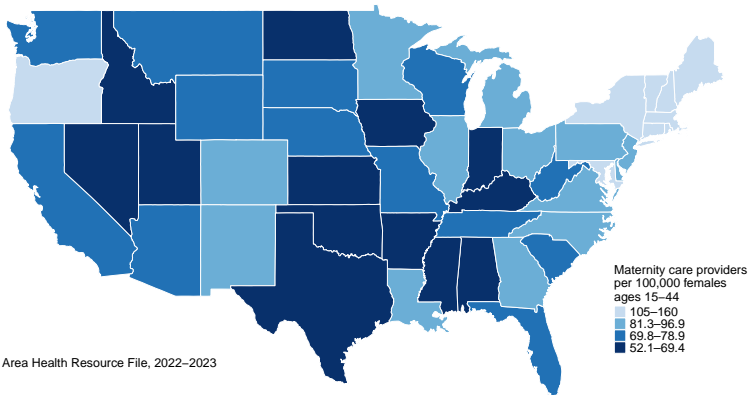 Maternity care providers
per 100,000 females
ages 15–44
105–160
81.3–96.9
69.8–78.9
52.1–69.4
Area Health Resource File, 2022–2023